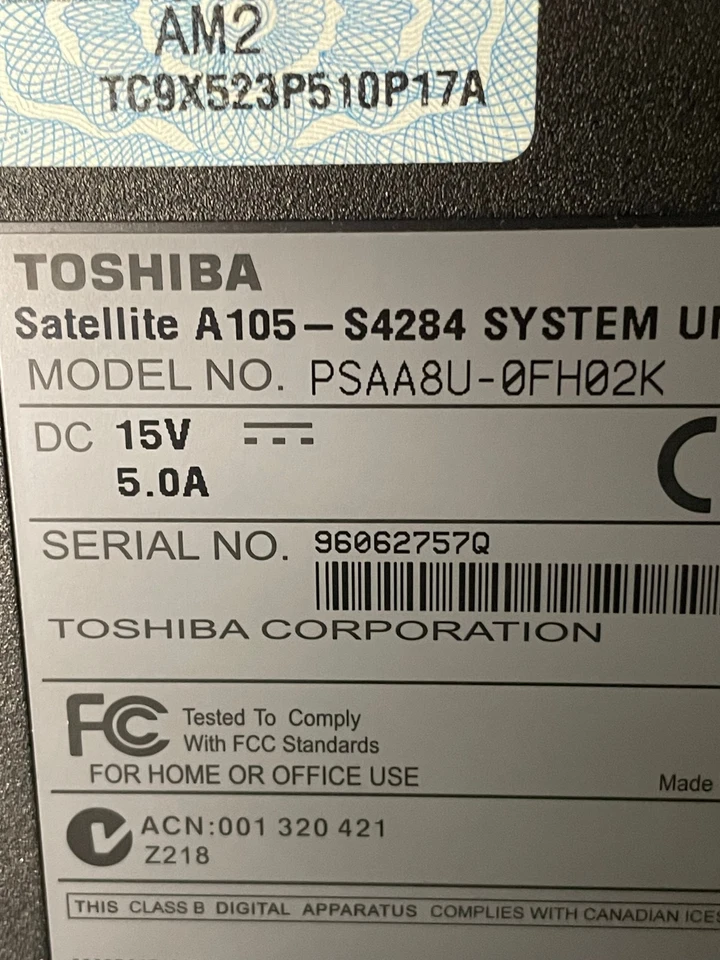 AM2
TC9X523P510P17A
TOSHIBA
Satellite A105-S4284 SYSTEM
MODEL NO. PSAA8U-0FH02K
DC 15V
5.0A
SERIAL NO. 96062757Q
TOSHIBA CORPORATION
FC Tested To Comply
With FCC Standards
FOR HOME OR OFFICE USE
Made
ACN:001 320 421
Z218
THIS CLASS B DIGITAL APPARATUS COMPLIES WITH CANADIAN